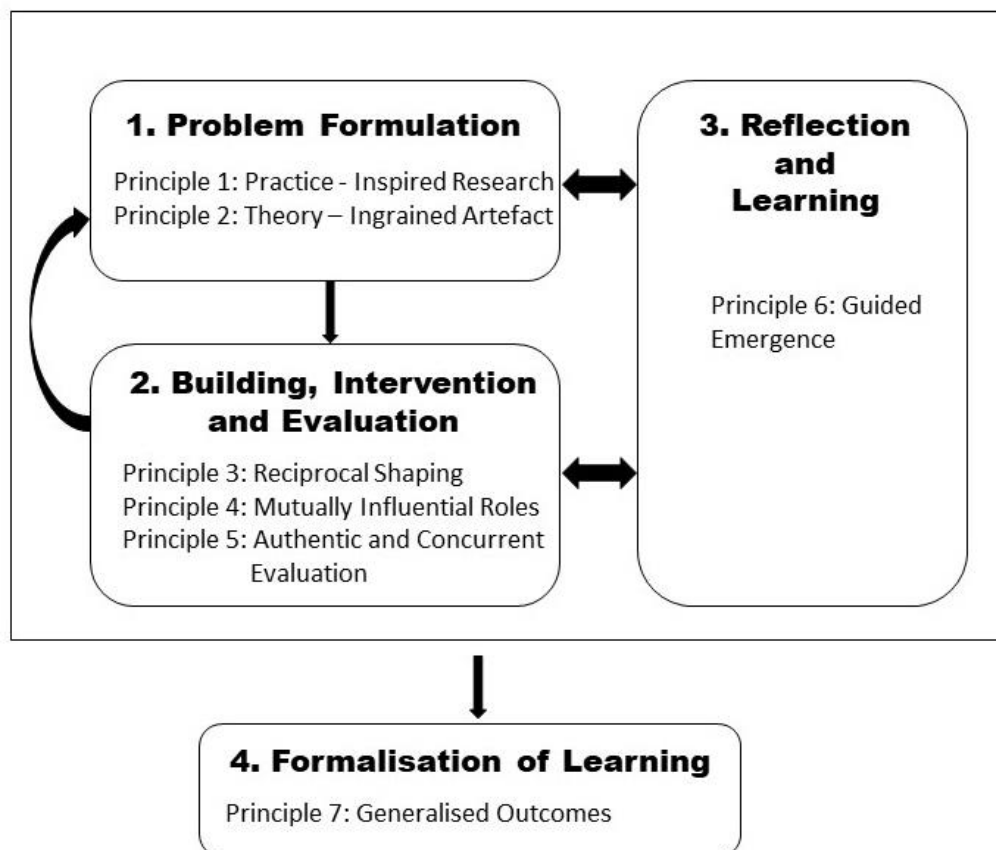 1. Problem Formulation
Principle 1: Practice - Inspired Research
Principle 2: Theory – Ingrained Artefact
2. Building, Intervention
and Evaluation
Principle 3: Reciprocal Shaping
Principle 4: Mutually Influential Roles
Principle 5: Authentic and Concurrent
Evaluation
3. Reflection
and
Learning
Principle 6: Guided
Emergence
4. Formalisation of Learning
Principle 7: Generalised Outcomes